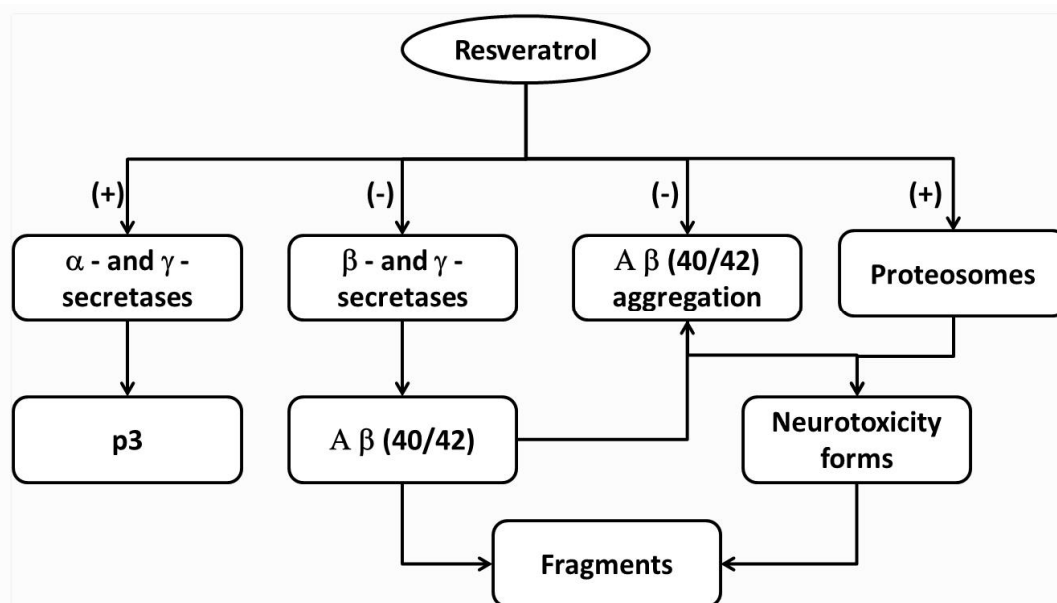 Resveratrol
(+)
(-)
(-)
(+)
α - and γ -
secretases
β - and γ -
secretases
A β (40/42)
aggregation
Proteosomes
p3
A β (40/42)
Neurotoxicity
forms
Fragments